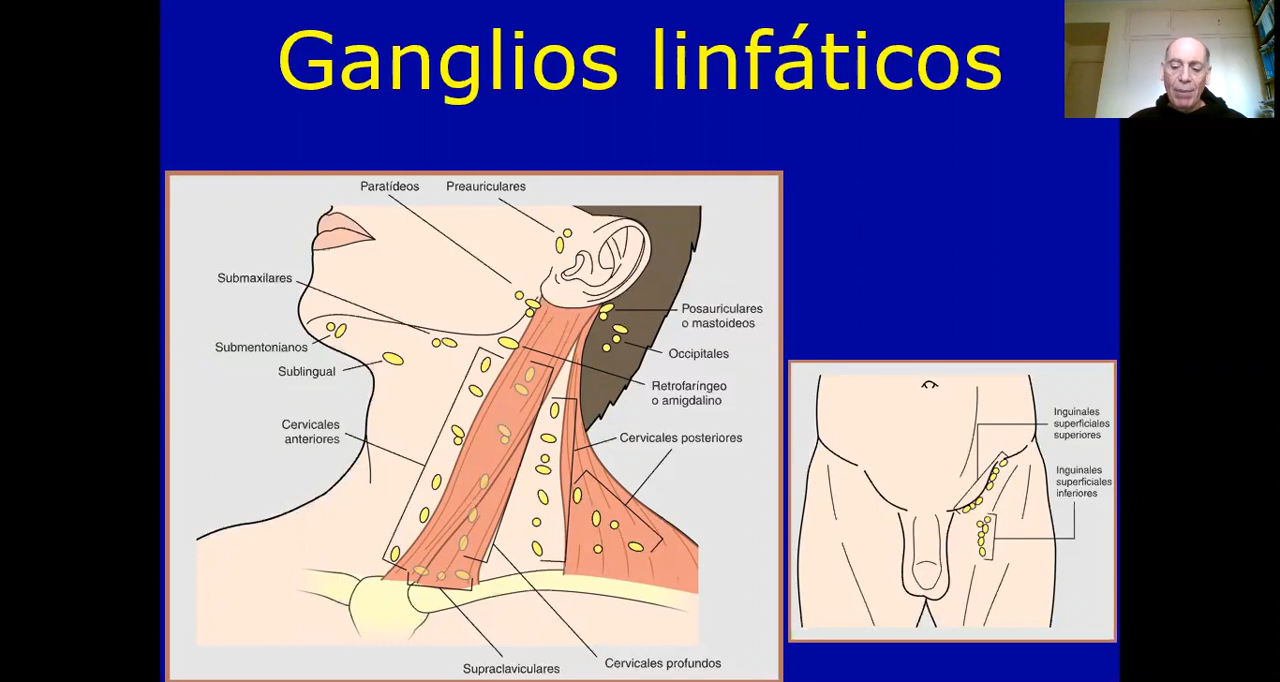 Ganglios linfáticos
Paratídeos
Preauriculares
Submaxilares
Posauriculares
o mastoideos
Submentonianos
Occipitales
Sublingual
Retrofaríngeo
o amigdalino
Cervicales
anteriores
Cervicales posteriores
Supraclaviculares
Cervicales profundos
Inguinales
superficiales
superiores
Inguinales
superficiales
inferiores